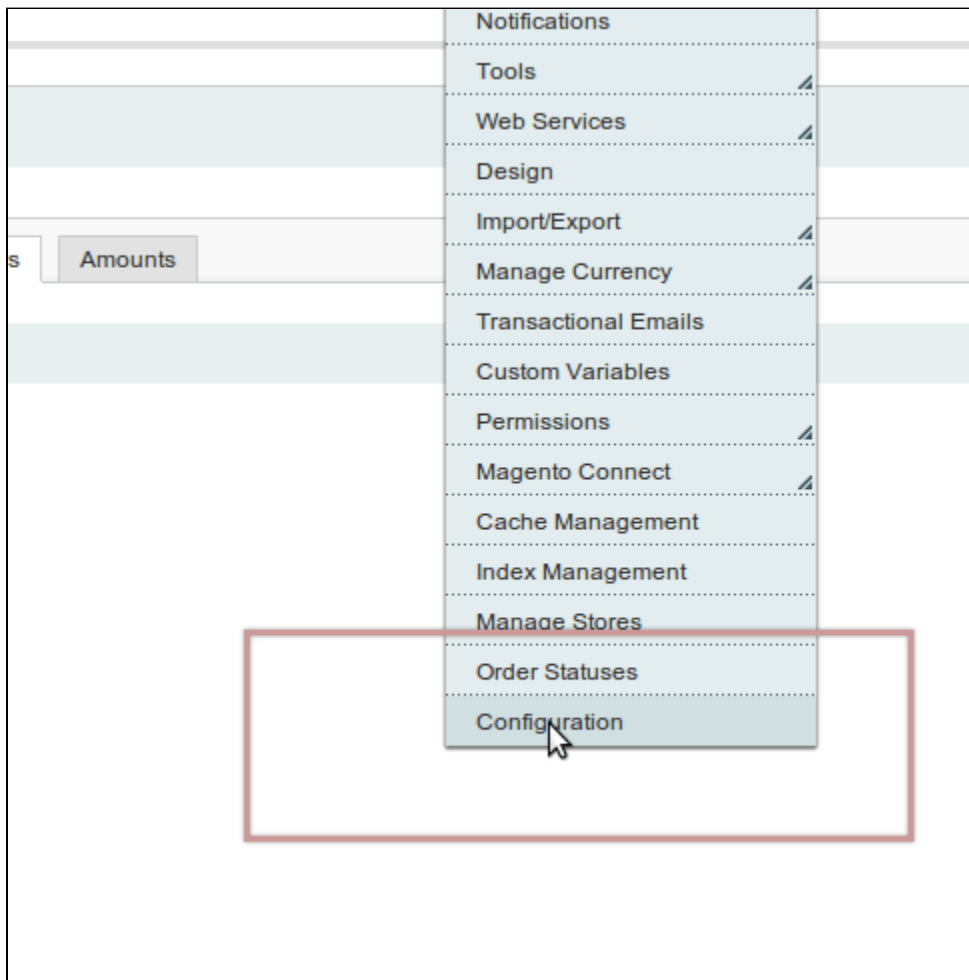 Notifications
Tools
Web Services
Design
Import/Export
s Amounts
Manage Currency
Transactional Emails
Custom Variables
Permissions
Magento Connect
Cache Management
Index Management
Manage Stores
Order Statuses
Configuration